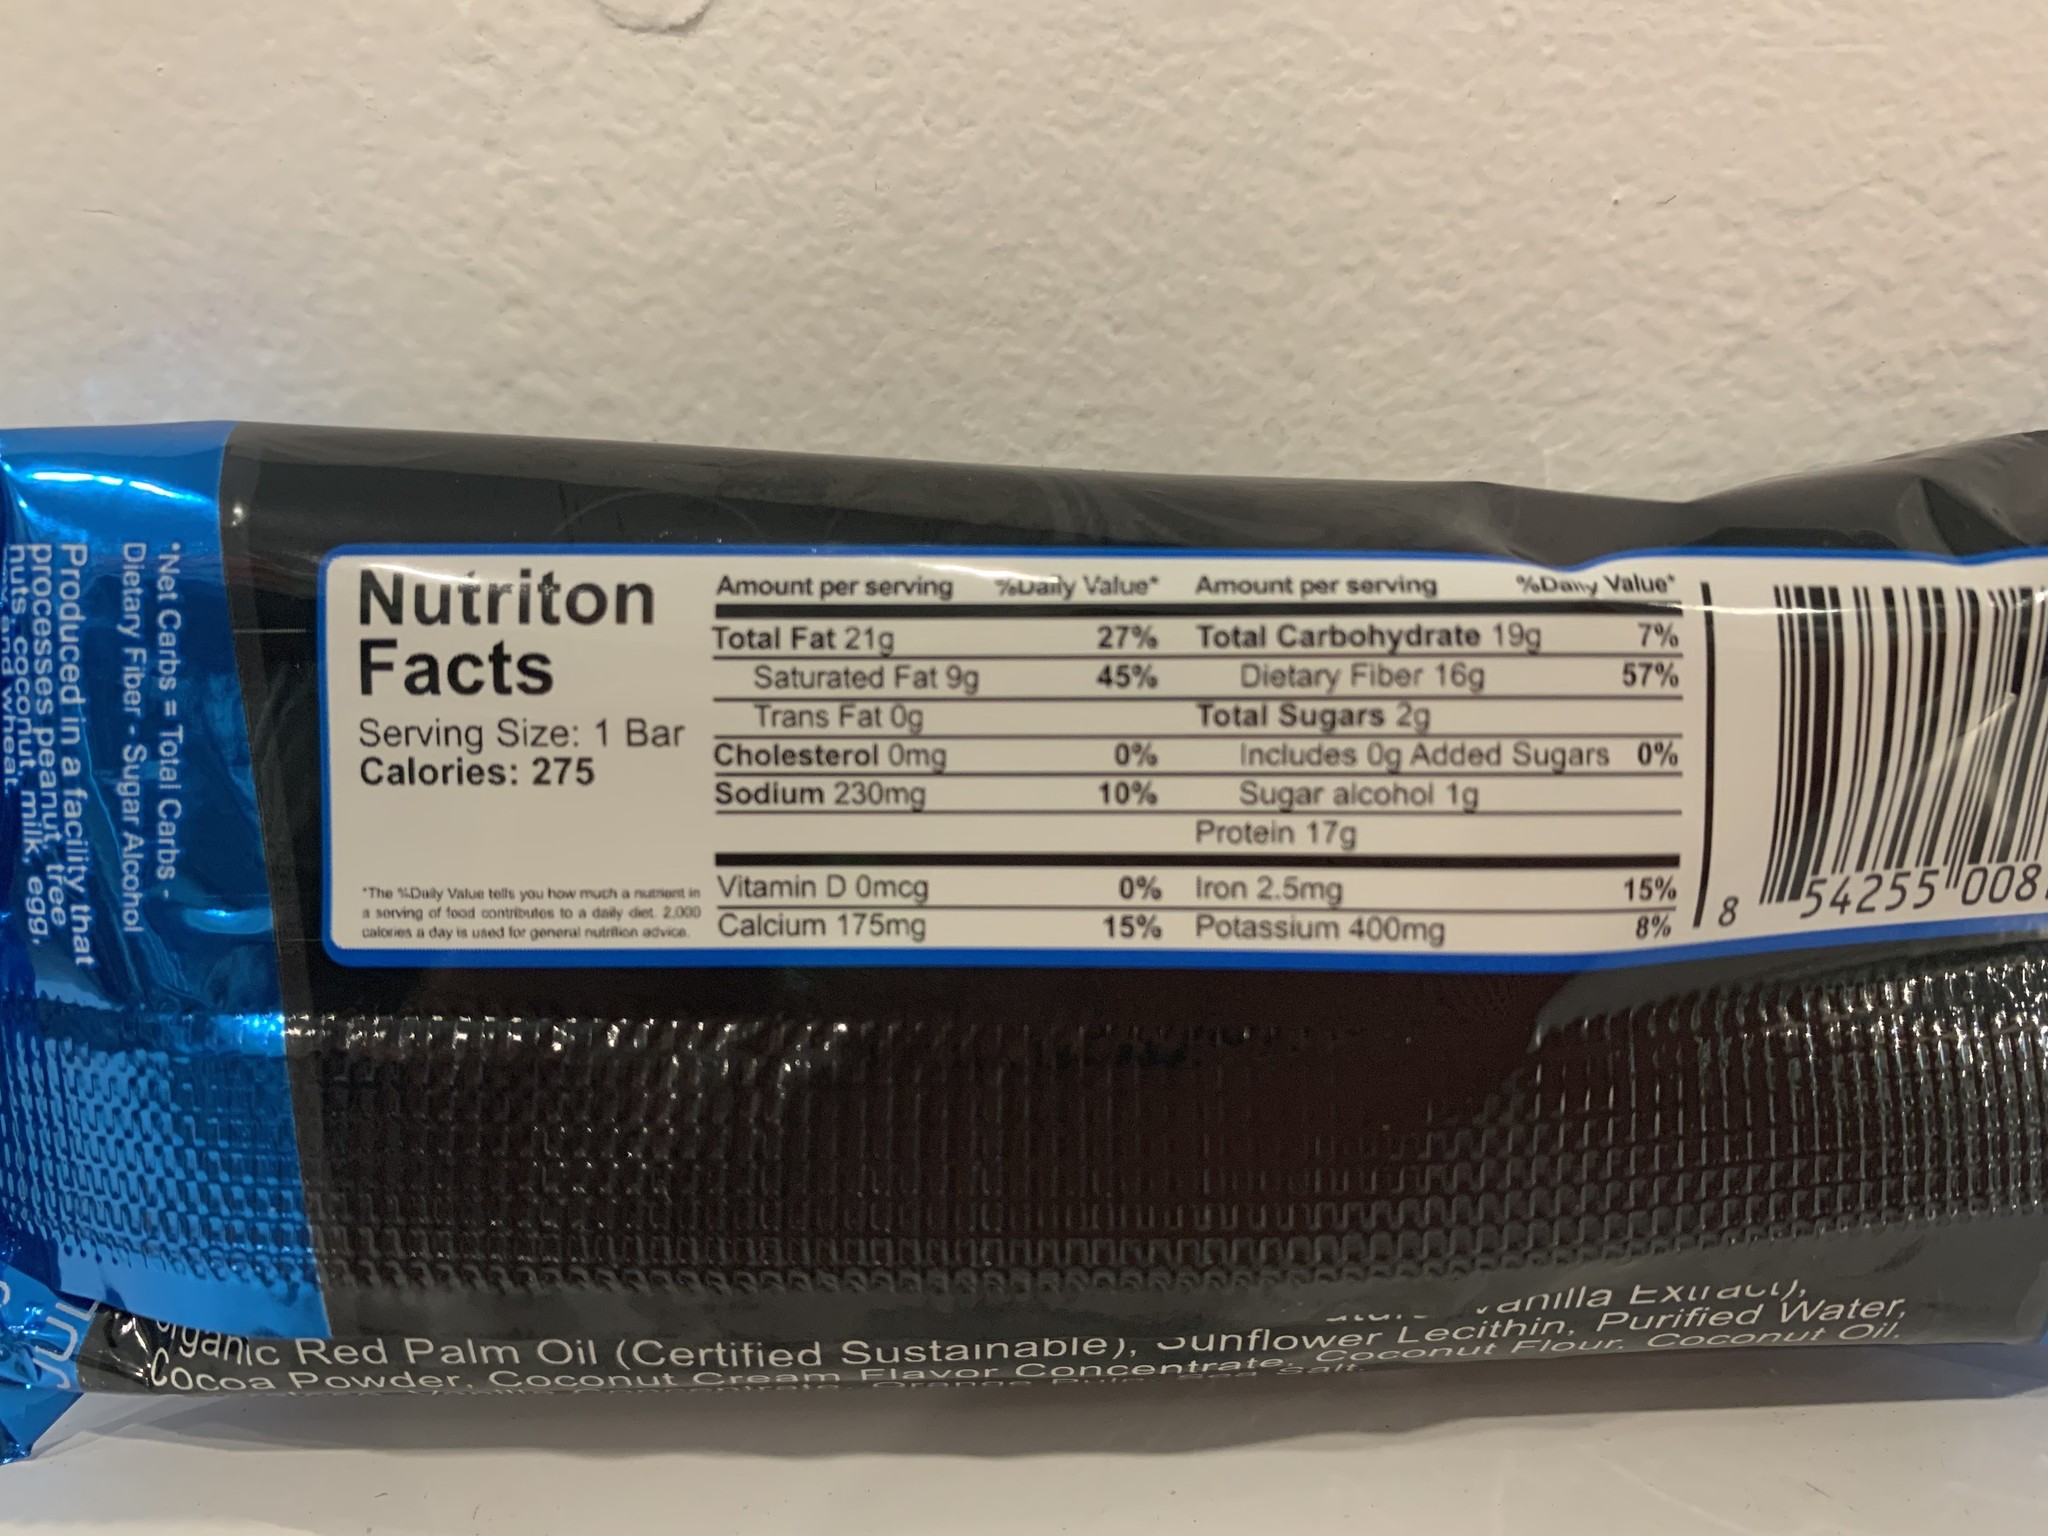 Nutriton
Facts
Serving Size: 1 Bar
Calories: 275
*The %Daily Value tells you how much a nutrient in
a serving of food contributes to a daily diet. 2,000
calories a day is used for general nutrition advice.
Amount per serving %Daily Value*
Total Fat 21g 27%
Saturated Fat 9g 45%
Trans Fat 0g
Cholesterol 0mg 0%
Sodium 230mg 10%
Vitamin D 0mcg 0%
Calcium 175mg 15%
Amount per serving %Daily Value*
Total Carbohydrate 19g 7%
Dietary Fiber 16g 57%
Total Sugars 2g
Includes 0g Added Sugars 0%
Sugar alcohol 1g
Protein 17g
Iron 2.5mg 15%
Potassium 400mg 8%
8 54255 008
*Net Carbs = Total Carbs -
Dietary Fiber - Sugar Alcohol
Produced in a facility that
processes peanut, tree
nuts, coconut, milk, egg,
and wheat.
Vanilla Extract),
Organic Red Palm Oil (Certified Sustainable), Sunflower Lecithin, Purified Water,
Cocoa Powder, Coconut Cream Flavor Concentrate, Coconut Flour, Coconut Oil,
Salt.